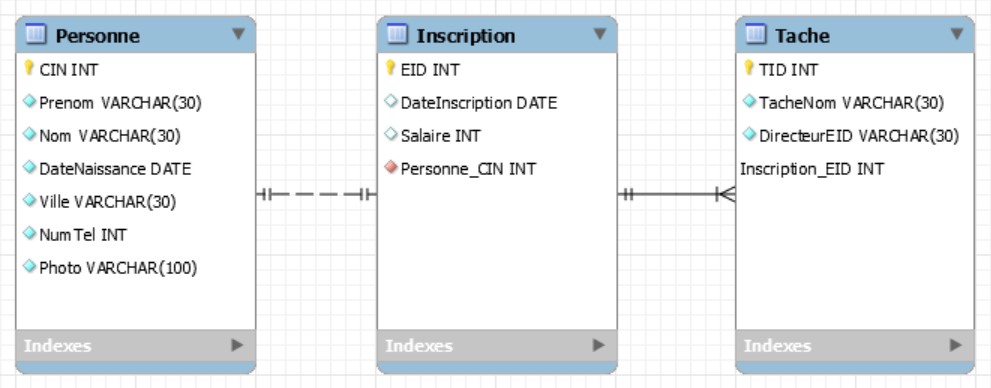 Personne
CIN INT
Prenom VARCHAR(30)
Nom VARCHAR(30)
DateNaissance DATE
Ville VARCHAR(30)
NumTel INT
Photo VARCHAR(100)
Indexes
Inscription
EID INT
DateInscription DATE
Salaire INT
Personne_CIN INT
Indexes
Tache
TID INT
TacheNom VARCHAR(30)
DirecteurEID VARCHAR(30)
Inscription_EID INT
Indexes